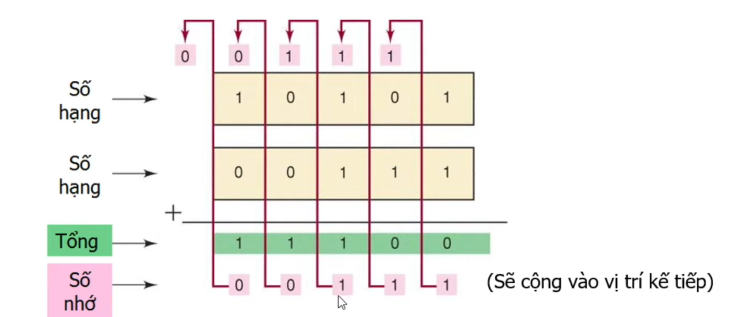 0 0 1 1 1
Số hạng
1 0 1 0 1
Số hạng
0 0 1 1 1
+
Tổng
1 1 1 0 0
Số nhớ
0 0 1 1 1
(Sẽ cộng vào vị trí kế tiếp)